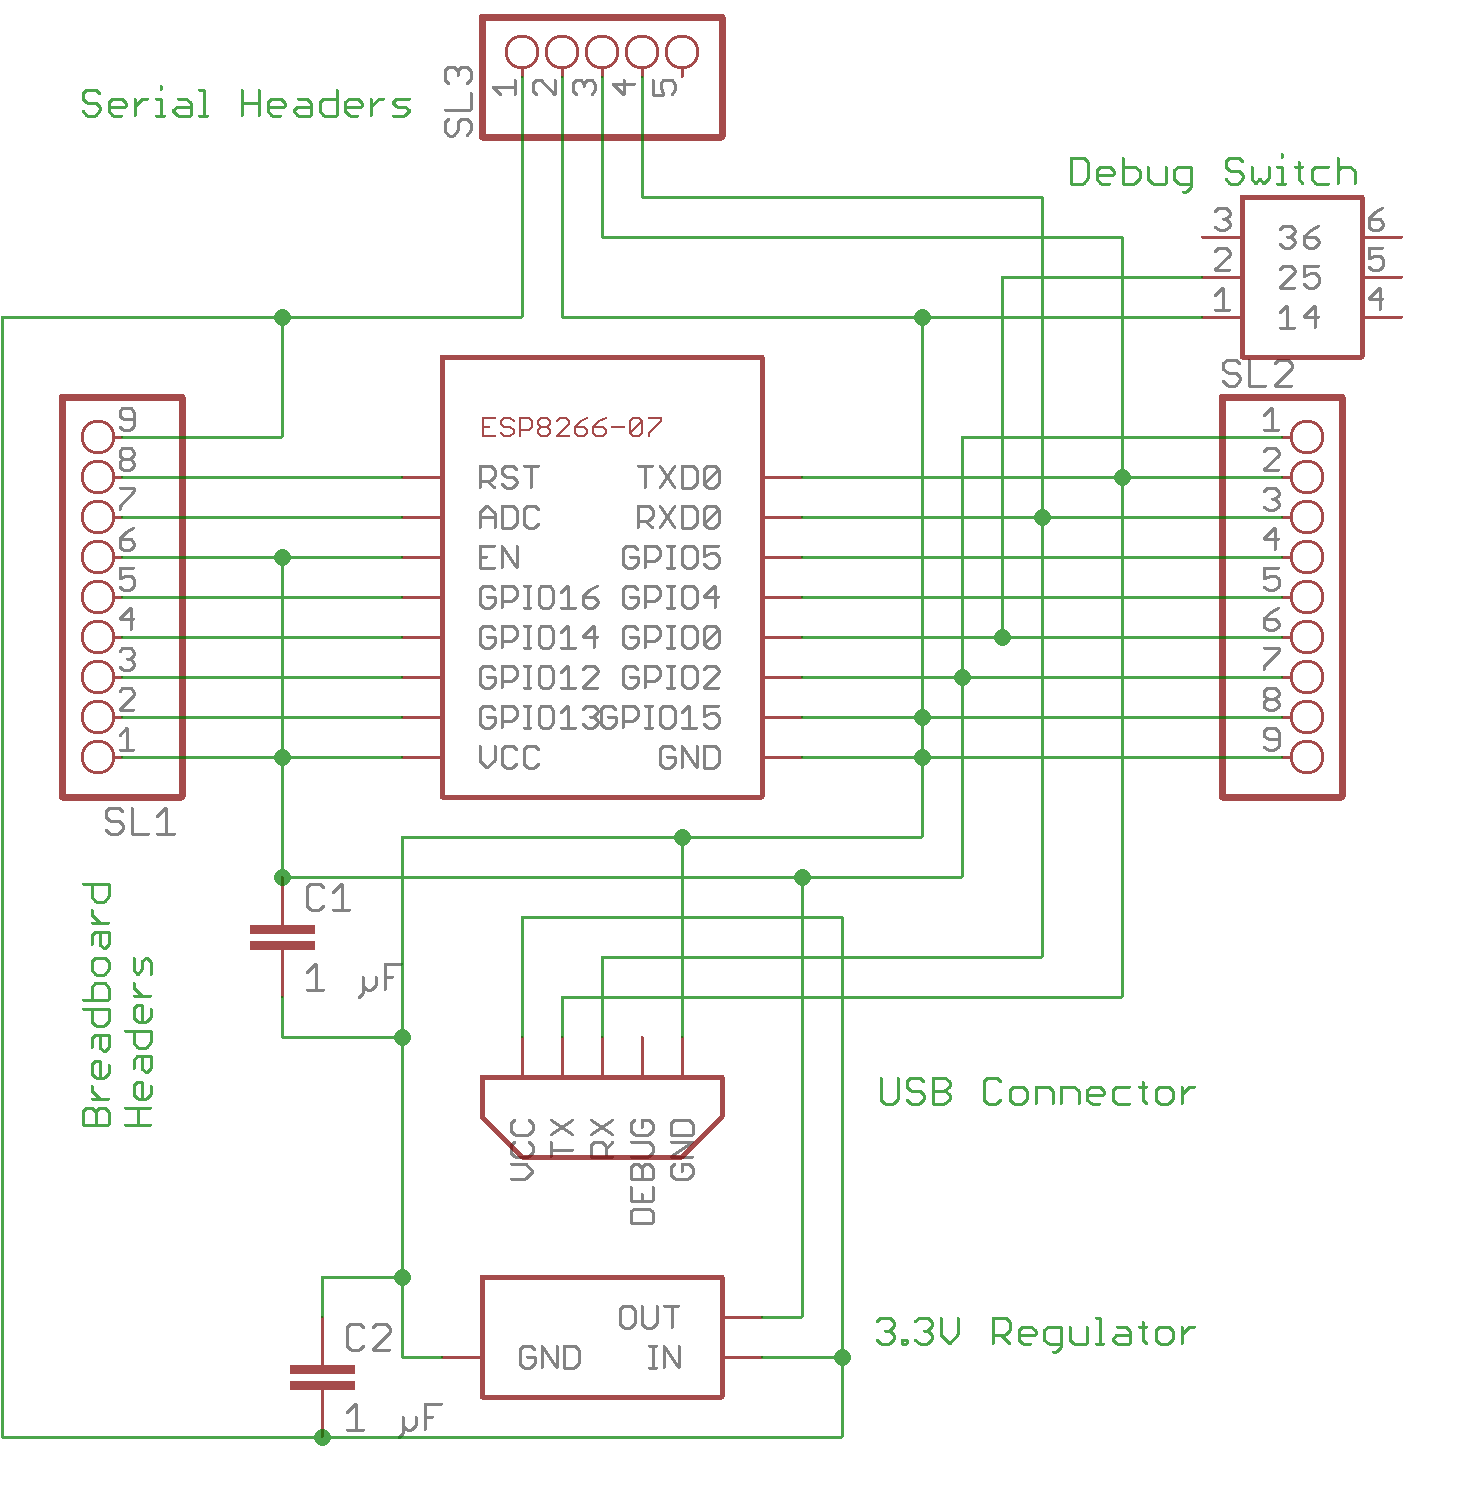 SL3
1 2 3 4 5
Serial Headers
Debug Switch
3 36 6
2 25 5
1 14 4
SL2
9
8
7
6
5
4
3
2
1
SL1
ESP8266-07
RST TXD0
ADC RXD0
EN GPIO5
GPIO16 GPIO4
GPIO14 GPIO0
GPIO12 GPIO2
GPIO13 GPIO15
VCC GND
1
2
3
4
5
6
7
8
9
Breadboard
Headers
C1
1 µF
VCC
TX
RX
DEBUG
GND
USB Connector
OUT
GND IN
3.3V Regulator
C2
1 µF